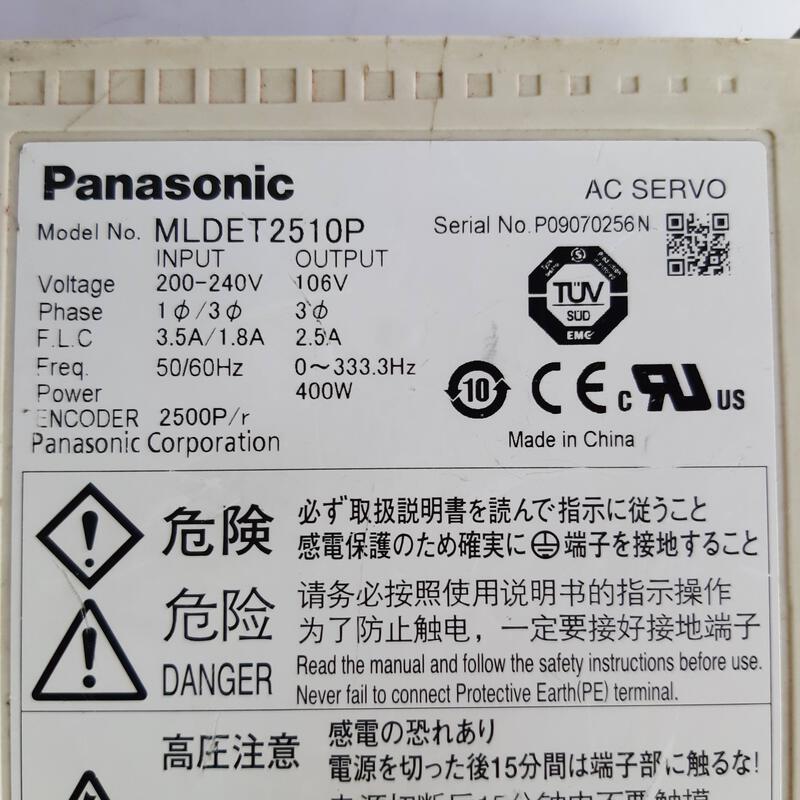 Panasonic AC SERVO
Model No. MLDET2510P Serial No. P09070256N
INPUT OUTPUT
Voltage 200-240V 106V
Phase 1φ/3φ 3φ
F.L.C 3.5A/1.8A 2.5A
Freq. 50/60Hz 0~333.3Hz
Power 400W
ENCODER 2500P/r
Panasonic Corporation
TÜV
SÜD
EMC
10 CE c RU US
Made in China
危険
必ず取扱説明書を読んで指示に従うこと
感電保護のため確実に端子を接地すること
危险
请务必按照使用说明书的指示操作
为了防止触电，一定要接好接地端子
DANGER
Read the manual and follow the safety instructions before use.
Never fail to connect Protective Earth(PE) terminal.
高圧注意
感電の恐れあり
電源を切った後15分間は端子部に触るな!